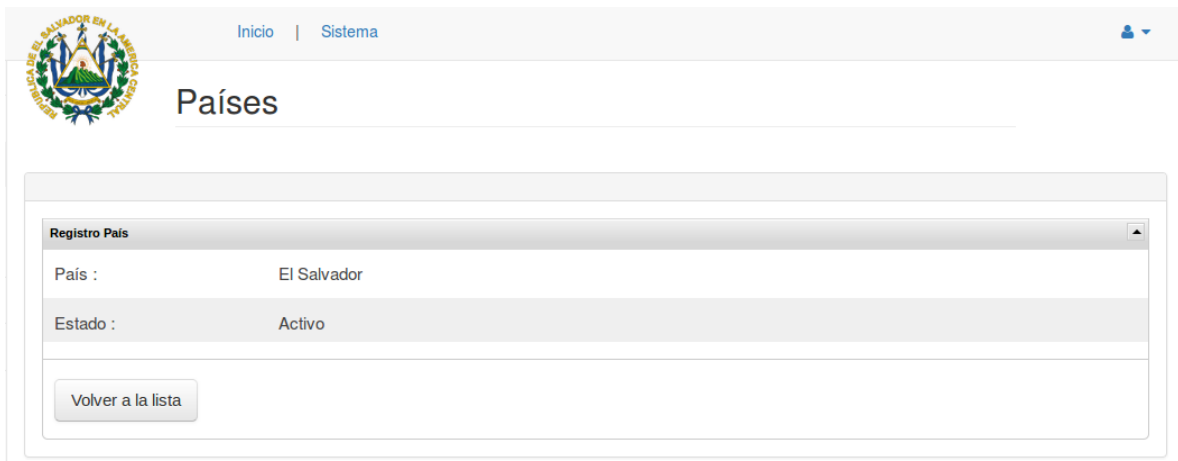 REPUBLICA DE EL SALVADOR EN LA AMERICA CENTRAL
Inicio | Sistema
Países
Registro País
País : El Salvador
Estado : Activo
Volver a la lista